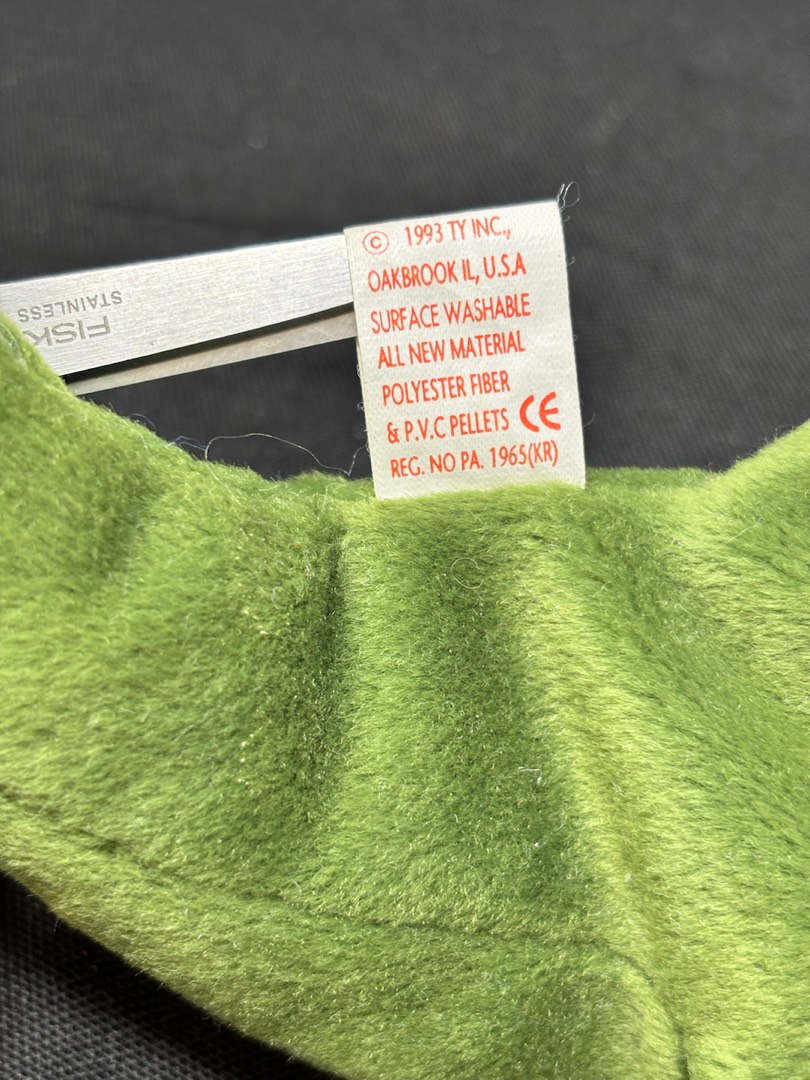 © 1993 TY INC.,
OAKBROOK IL, U.S.A
SURFACE WASHABLE
ALL NEW MATERIAL
POLYESTER FIBER
& P.V.C PELLETS CE
REG. NO PA. 1965(KR)
STAINLESS